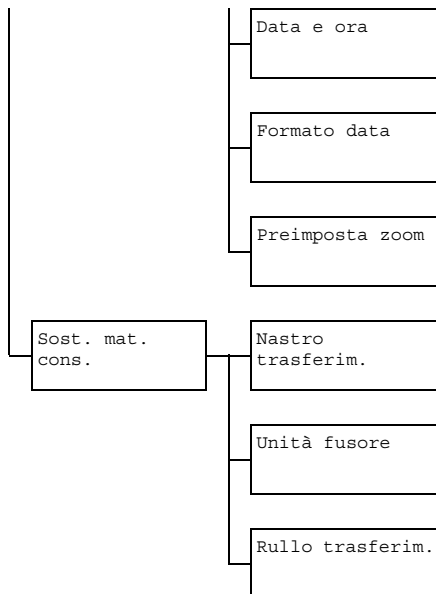 Data e ora
Formato data
Preimposta zoom
Sost. mat.
cons.
Nastro
trasferim.
Unità fusore
Rullo trasferim.